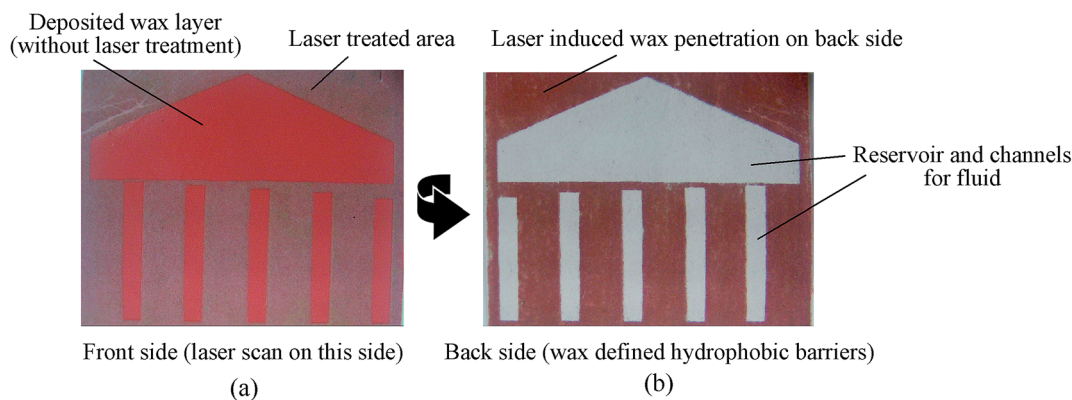 Deposited wax layer
(without laser treatment)
Laser treated area
Laser induced wax penetration on back side
Reservoir and channels
for fluid
Front side (laser scan on this side)
Back side (wax defined hydrophobic barriers)
(a)
(b)